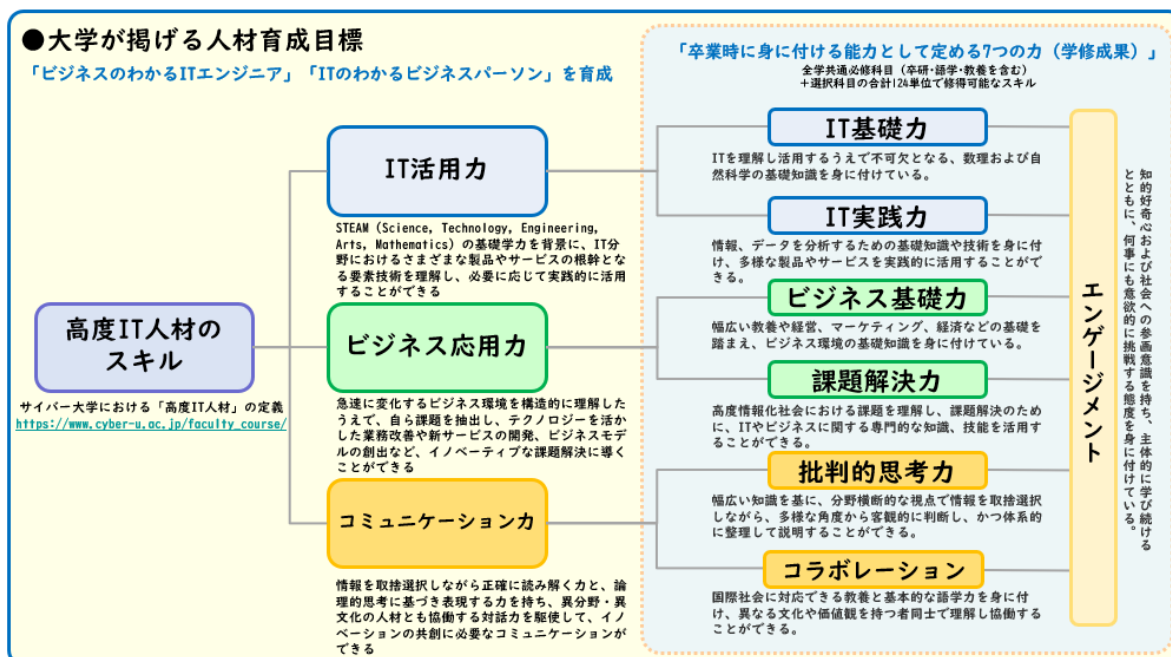 ●大学が掲げる人材育成目標
「ビジネスのわかるITエンジニア」「ITのわかるビジネスパーソン」を育成
高度IT人材の
スキル
サイバー大学における「高度IT人材」の定義
https://www.cyber-u.ac.jp/faculty_course/
IT活用力
STEAM (Science, Technology, Engineering,
Arts, Mathematics) の基礎学力を背景に、IT分
野におけるさまざまな製品やサービスの根幹とな
る要素技術を理解し、必要に応じて実践的に活用
することができる
ビジネス応用力
急速に変化するビジネス環境を構造的に理解した
うえで、自ら課題を抽出し、テクノロジーを活か
した業務改善や新サービスの開発、ビジネスモデ
ルの創出など、イノベーティブな課題解決に導く
ことができる
コミュニケーション力
情報を取捨選択しながら正確に読み解く力と、論
理的思考に基づき表現する力を持ち、異分野・異
文化の人材とも協働する対話力を駆使して、イノ
ベーションの共創に必要なコミュニケーションが
できる
「卒業時に身に付ける能力として定める7つの力（学修成果）」
全学共通必修科目（卒研・語学・教養を含む）
＋選択科目の合計124単位で修得可能なスキル
IT基礎力
ITを理解し活用するうえで不可欠となる、数理および自
然科学の基礎知識を身に付けている。
IT実践力
情報、データを分析するための基礎知識や技術を身に付
け、多様な製品やサービスを実践的に活用することがで
きる。
ビジネス基礎力
幅広い教養や経営、マーケティング、経済などの基礎を
踏まえ、ビジネス環境の基礎知識を身に付けている。
課題解決力
高度情報化社会における課題を理解し、課題解決のため
に、ITやビジネスに関する専門的な知識、技能を活用す
ることができる。
批判的思考力
幅広い知識を基に、分野横断的な視点で情報を取捨選択
しながら、多様な角度から客観的に判断し、かつ体系的
に整理して説明することができる。
コラボレーション
国際社会に対応できる教養と基本的な語学力を身に付
け、異なる文化や価値観を持つ者同士で理解し協働する
ことができる。
エンゲージメント
知的好奇心および社会への参画意識を持ち、主体的に学び続ける
とともに、何事にも意欲的に挑戦する態度を身に付けている。